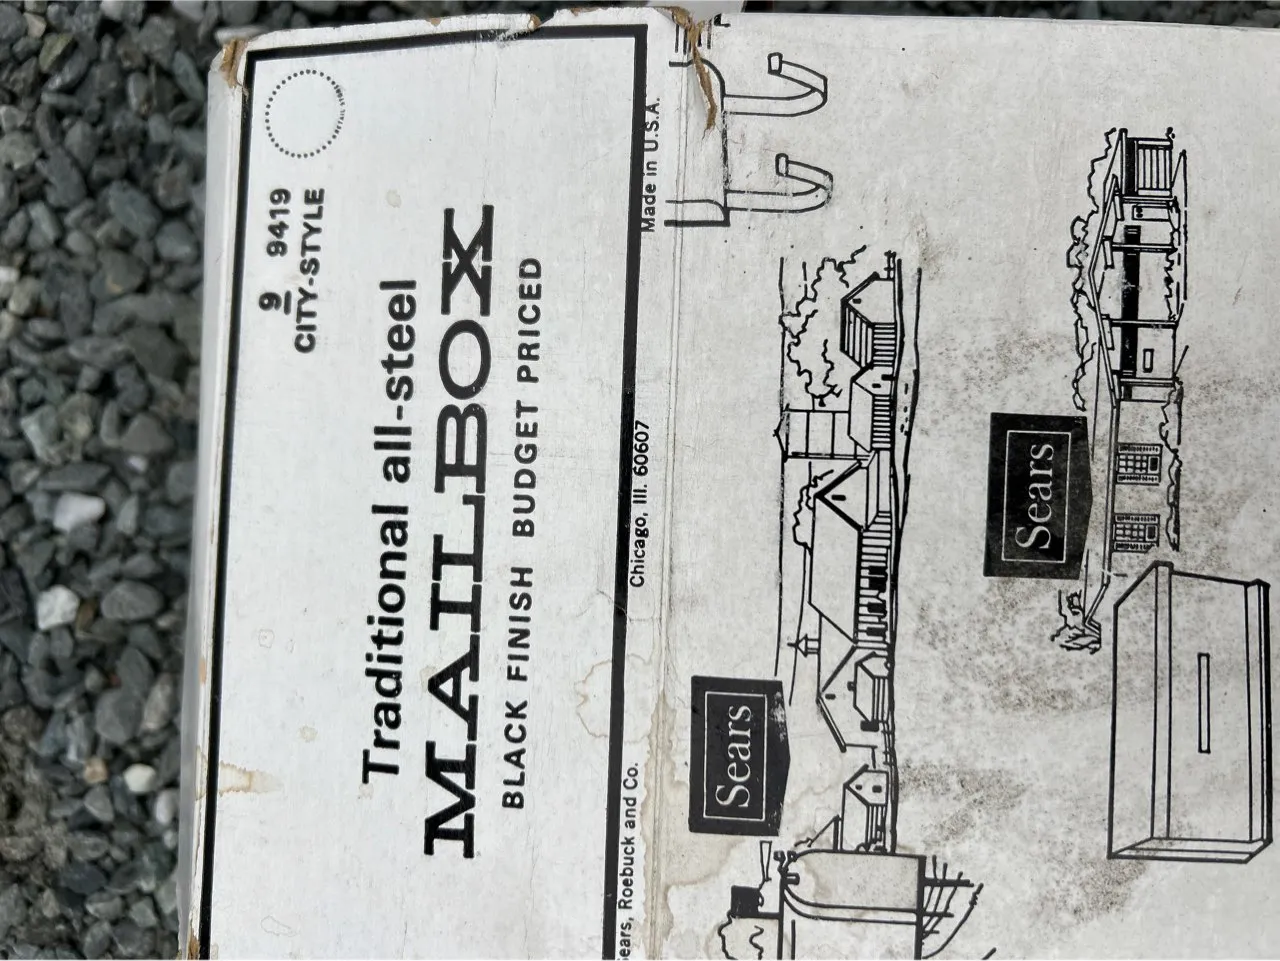 9 9419
CITY-STYLE
Traditional all-steel
MAILBOX
BLACK FINISH BUDGET PRICED
Sears, Roebuck and Co. Chicago, Ill. 60607 Made in U.S.A.
Sears
Sears